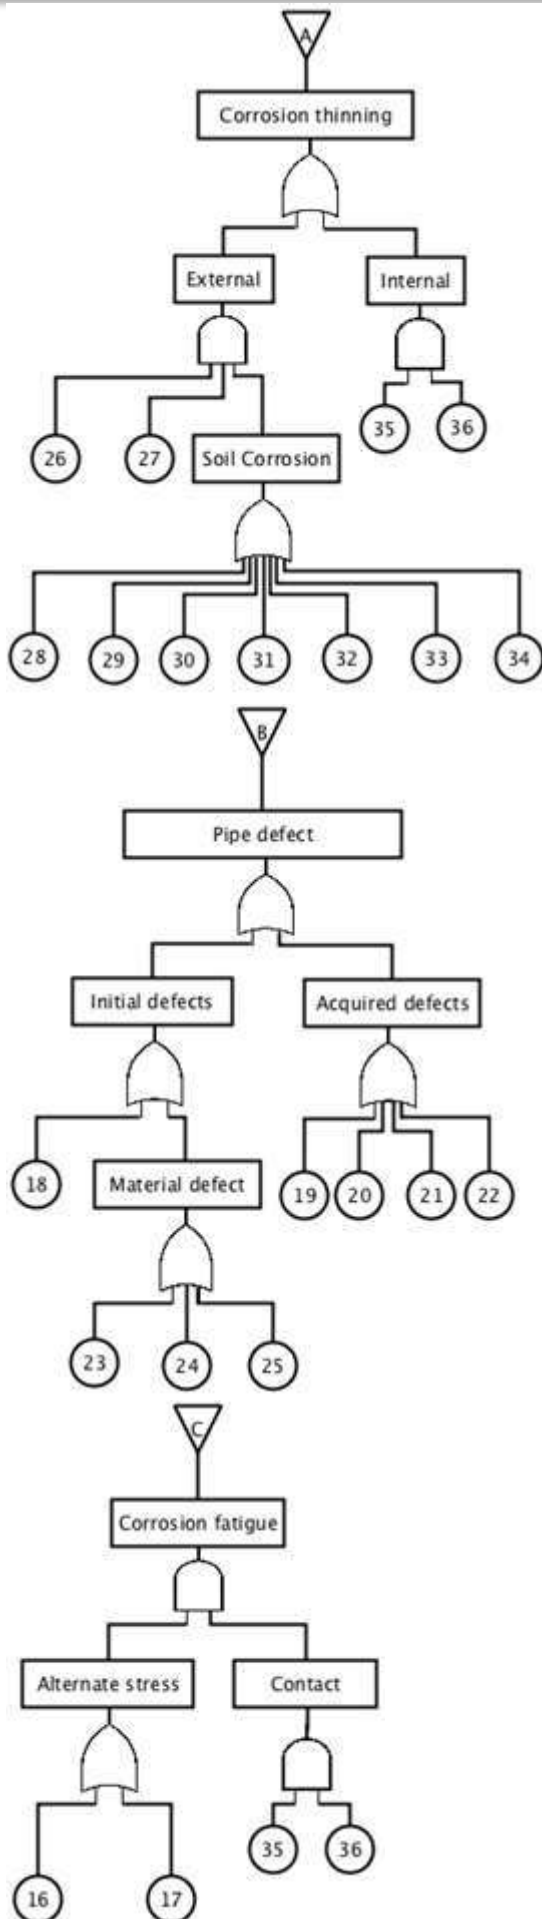 A
Corrosion thinning
External
Internal
35
36
26
27
Soil Corrosion
28
29
30
31
32
33
34
B
Pipe defect
Initial defects
Acquired defects
18
Material defect
19
20
21
22
23
24
25
C
Corrosion fatigue
Alternate stress
Contact
35
36
16
17